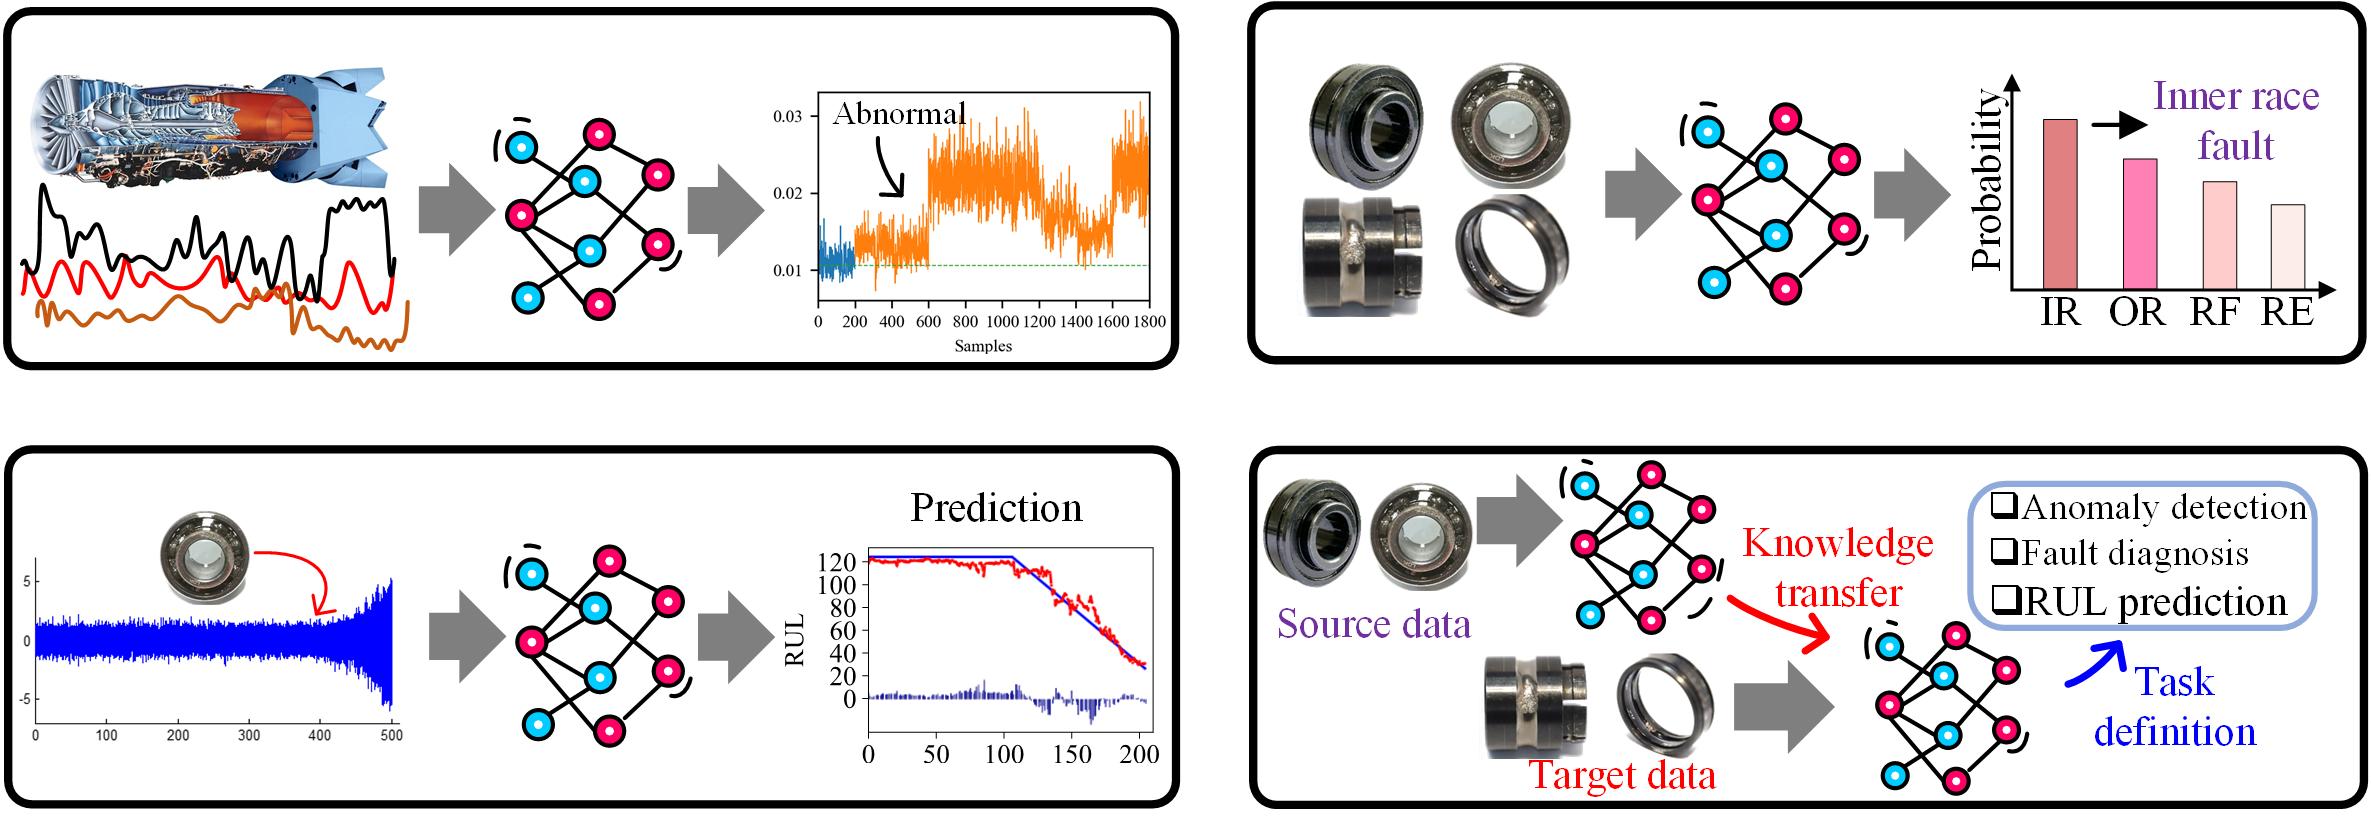 Abnormal
0.03
0.02
0.01
0 200 400 600 800 1000 1200 1400 1600 1800
Samples
Probability
Inner race
fault
IR OR RF RE
5
0
-5
0 100 200 300 400 500
Prediction
RUL
120
100
80
60
40
20
0
0 50 100 150 200
Source data
Target data
Knowledge
transfer
Anomaly detection
Fault diagnosis
RUL prediction
Task
definition